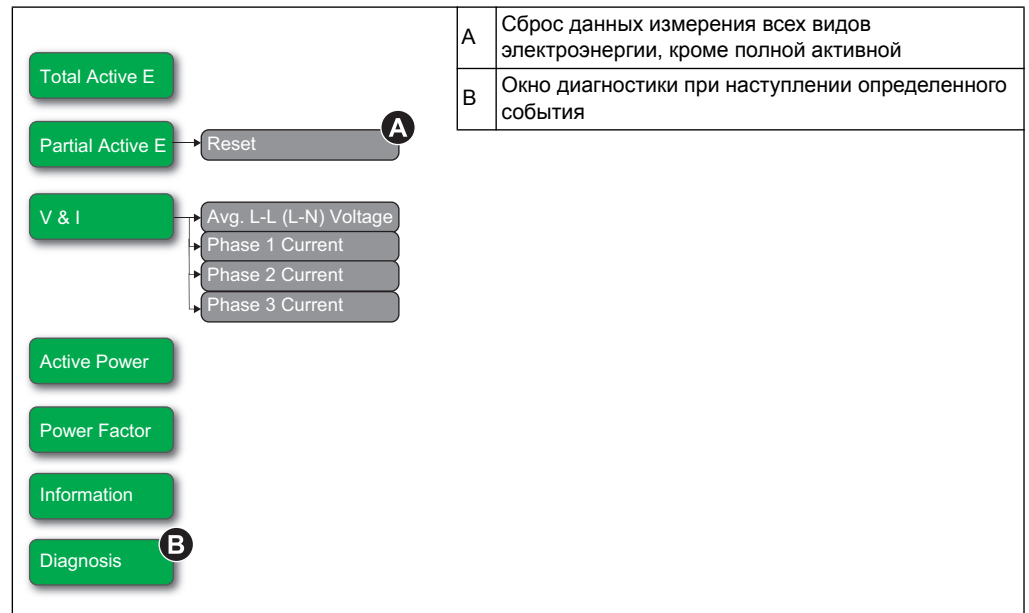 A
Сброс данных измерения всех видов
электроэнергии, кроме полной активной
B
Окно диагностики при наступлении определенного
события
Total Active E
Partial Active E
Reset
A
V & I
Avg. L-L (L-N) Voltage
Phase 1 Current
Phase 2 Current
Phase 3 Current
Active Power
Power Factor
Information
Diagnosis
B